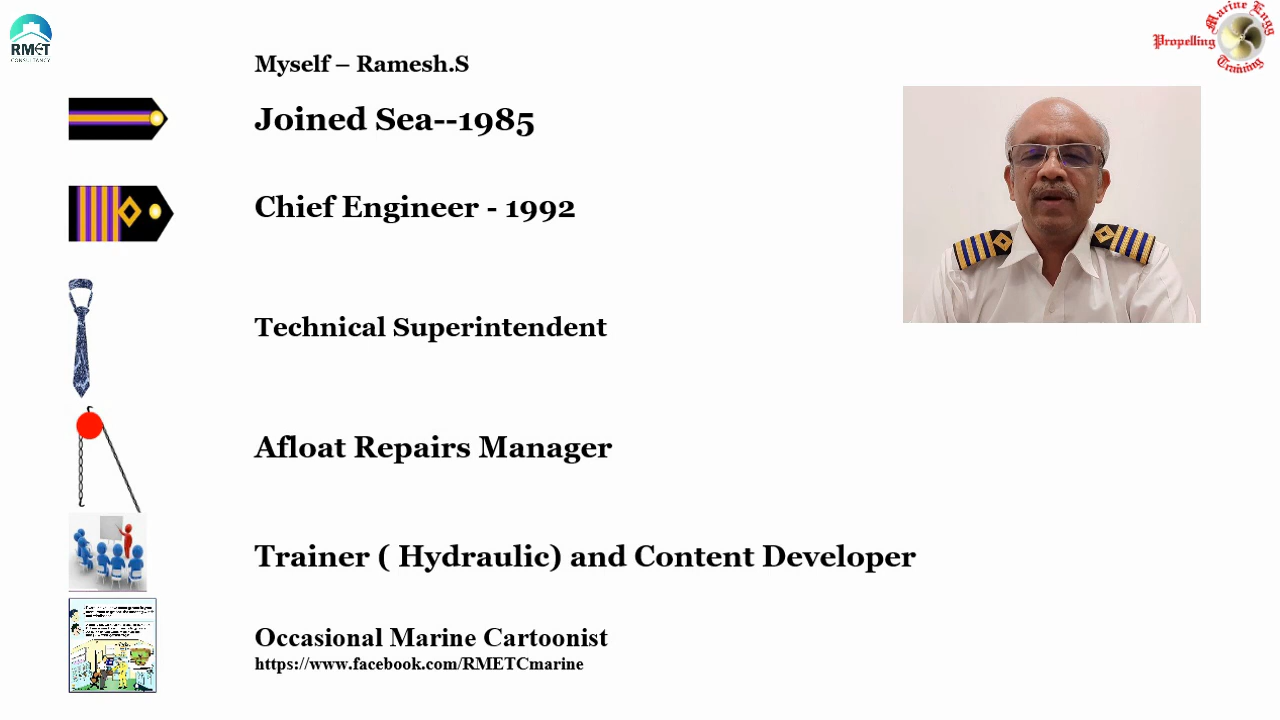 RMET
CONSULTANCY
Marine Engg
Propelling
Training
Myself – Ramesh.S
Joined Sea--1985
Chief Engineer - 1992
Technical Superintendent
Afloat Repairs Manager
Trainer ( Hydraulic) and Content Developer
Occasional Marine Cartoonist
https://www.facebook.com/RMETCmarine